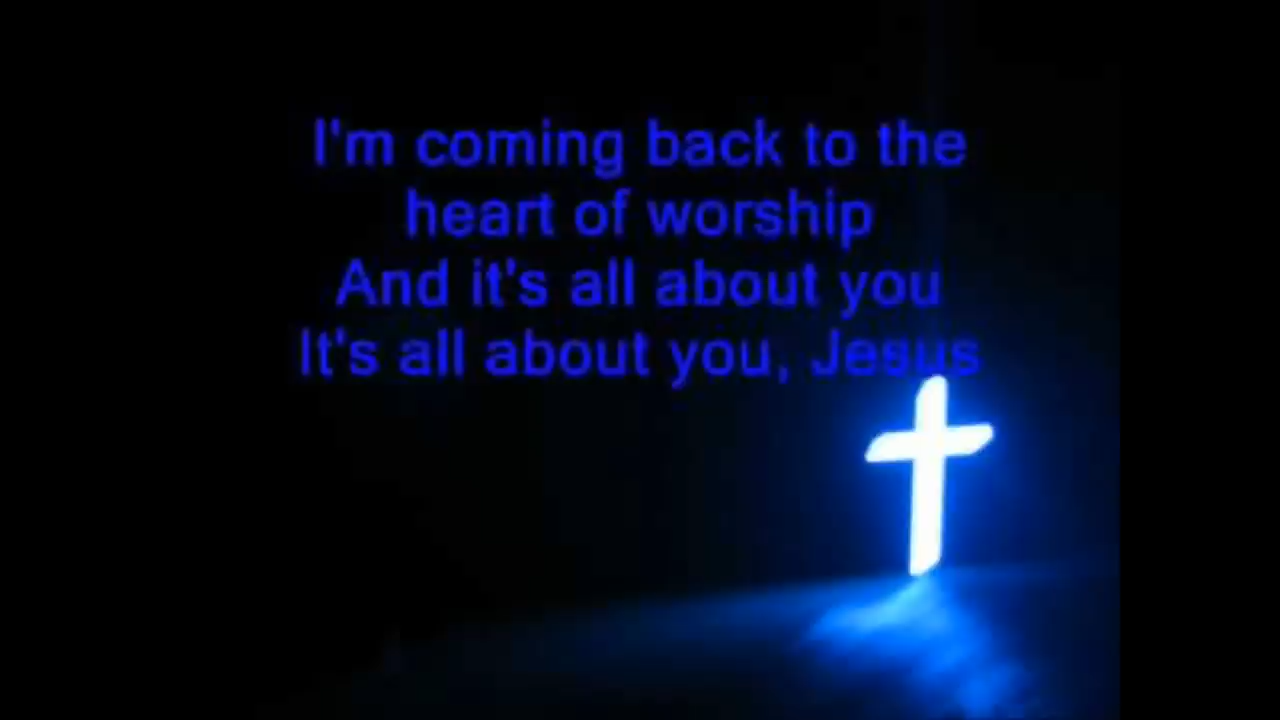 I'm coming back to the
heart of worship
And it's all about you
It's all about you, Jesus